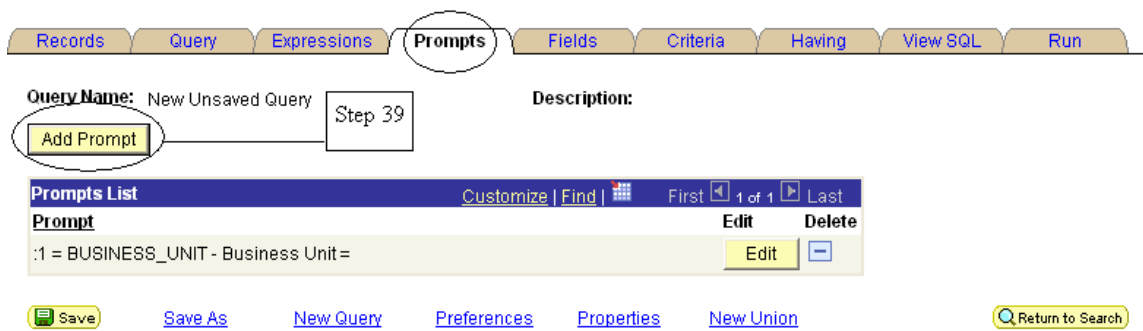 Records Query Expressions Prompts Fields Criteria Having View SQL Run
Query Name: New Unsaved Query Description:
Step 39
Add Prompt
Prompts List Customize | Find | First 1 of 1 Last
Prompt Edit Delete
:1 = BUSINESS_UNIT - Business Unit = Edit
Save Save As New Query Preferences Properties New Union Return to Search